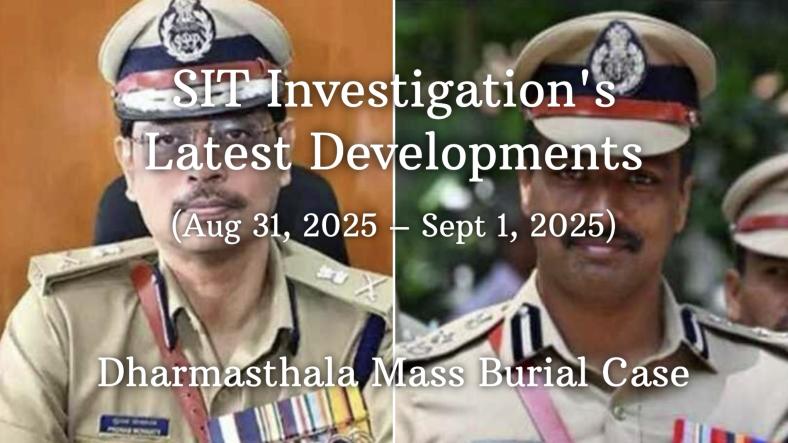 SIT Investigation's
Latest Developments
(Aug 31, 2025 – Sept 1, 2025)
Dharmasthala Mass Burial Case